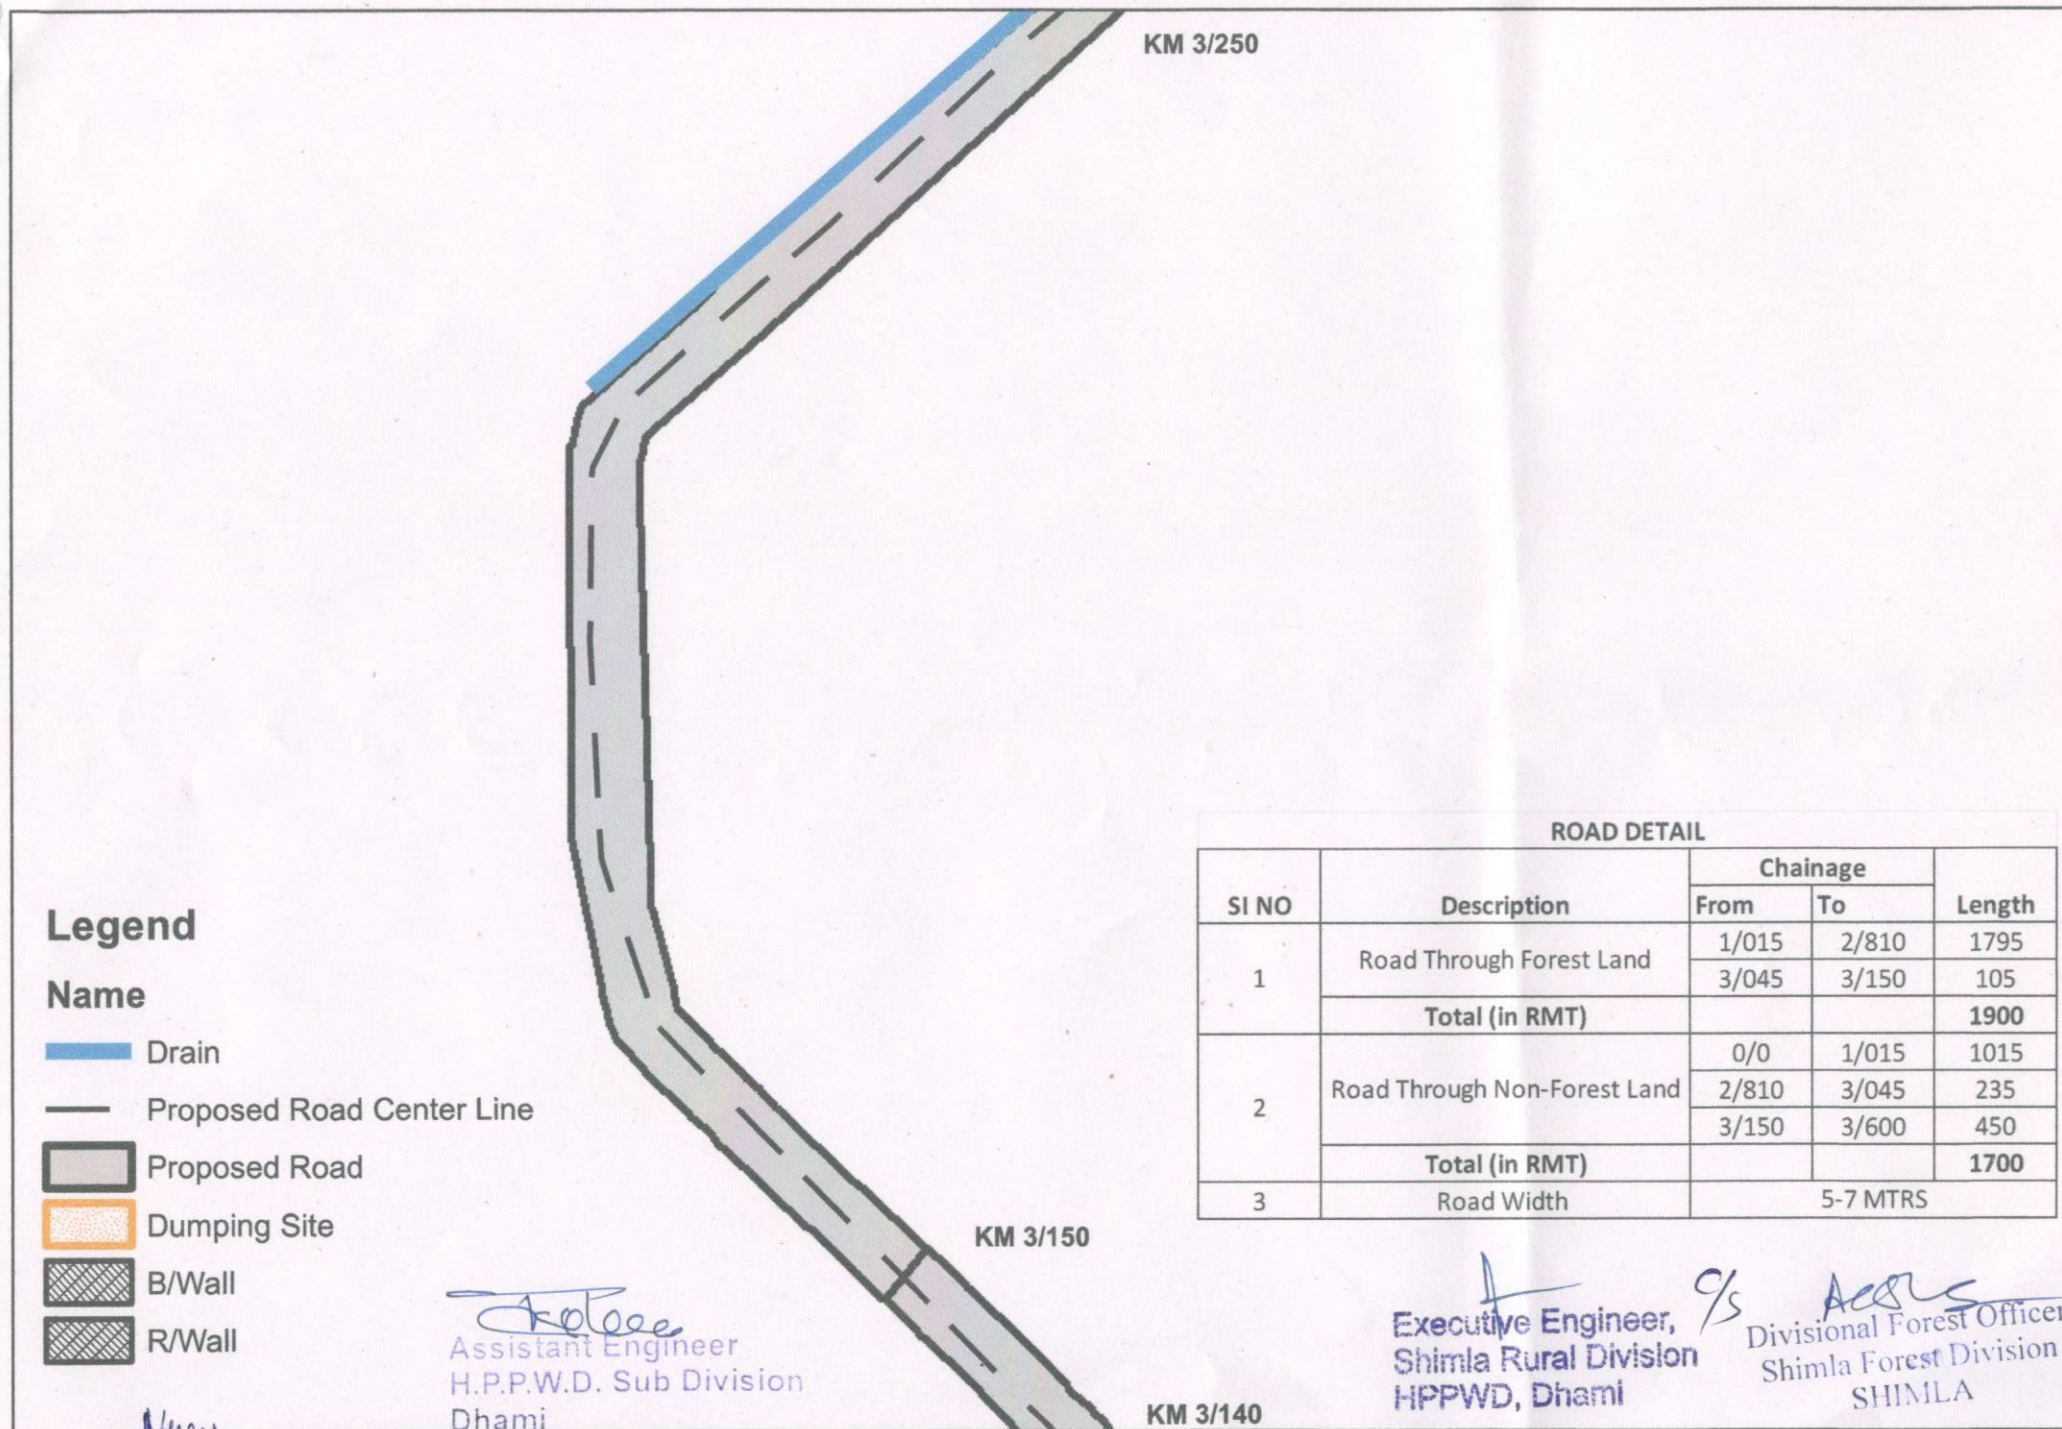 KM 3/250
ROAD DETAIL
SI NO Description Chainage Length
From To
1 Road Through Forest Land 1/015 2/810 1795
3/045 3/150 105
Total (in RMT) 1900
2 Road Through Non-Forest Land 0/0 1/015 1015
2/810 3/045 235
3/150 3/600 450
Total (in RMT) 1700
3 Road Width 5-7 MTRS
Legend
Name
Drain
Proposed Road Center Line
Proposed Road
Dumping Site
B/Wall
R/Wall
KM 3/150
KM 3/140
Assistant Engineer
H.P.P.W.D. Sub Division
Dhami
Executive Engineer,
Shimla Rural Division
HPPWD, Dhami
C/S
Divisional Forest Officer
Shimla Forest Division
SHIMLA